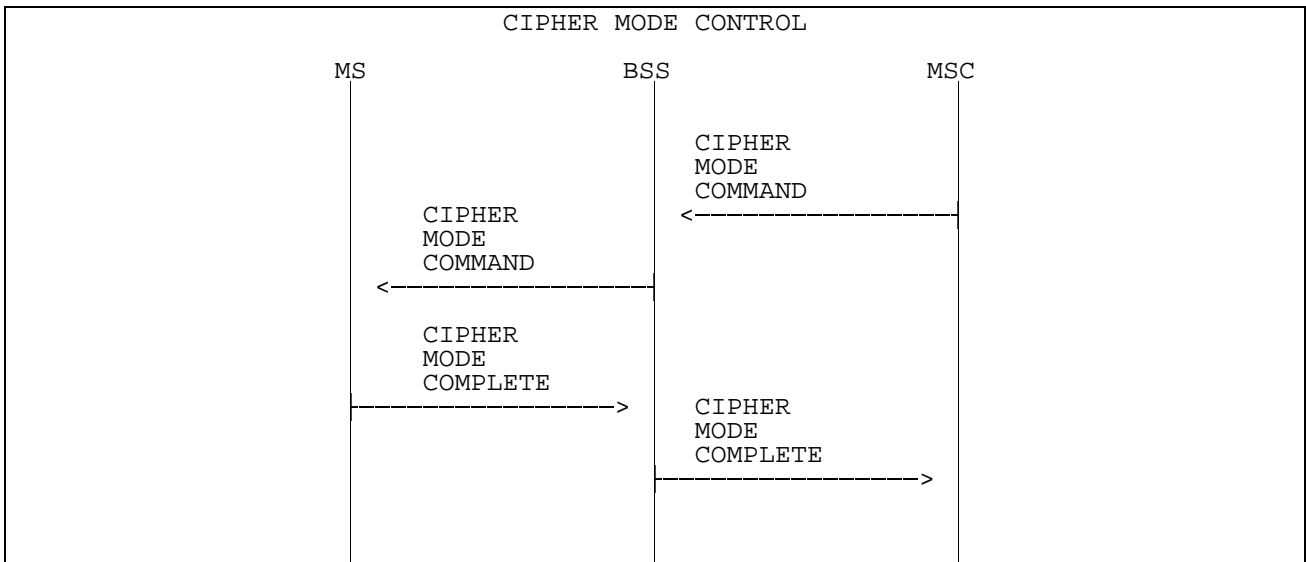 CIPHER MODE CONTROL
MS BSS MSC
CIPHER
MODE
COMMAND
CIPHER
MODE
COMMAND
CIPHER
MODE
COMPLETE
CIPHER
MODE
COMPLETE